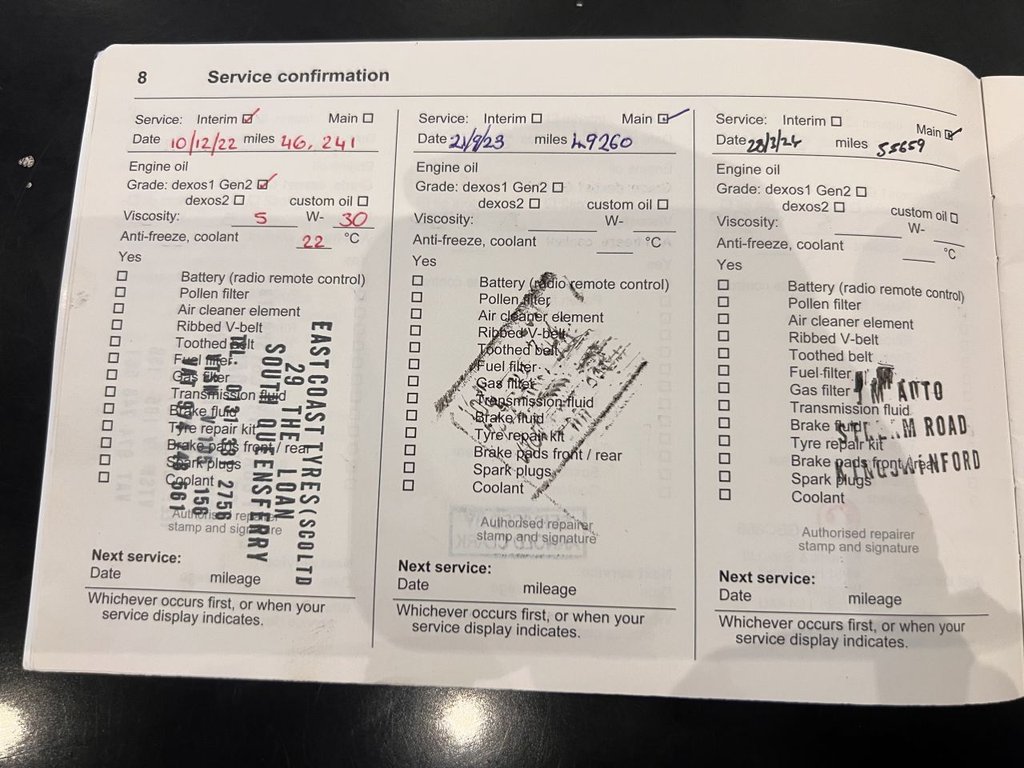 8 Service confirmation
Service: Interim ☑ Main ☐
Date 10/12/22 miles 46,241
Engine oil
Grade: dexos1 Gen2 ☑
dexos2 ☐ custom oil ☐
Viscosity: 5 W- 30
Anti-freeze, coolant 22 °C
Yes
☐ Battery (radio remote control)
☐ Pollen filter
☐ Air cleaner element
☐ Ribbed V-belt
☐ Toothed belt
☐ Fuel filter
☐ Gas filter
☐ Transmission fluid
☐ Brake fluid
☐ Tyre repair kit
☐ Brake pads front / rear
☐ Spark plugs
☐ Coolant
EAST COAST TYRES (SCO LTD
29 THE LOAN
SOUTH QUEENSFERRY
Authorised repairer
stamp and signature
Next service:
Date mileage
Whichever occurs first, or when your
service display indicates.
Service: Interim ☐ Main ☑
Date 21/9/23 miles 49260
Engine oil
Grade: dexos1 Gen2 ☐
dexos2 ☐ custom oil ☐
Viscosity: W-
Anti-freeze, coolant °C
Yes
☐ Battery (radio remote control)
☐ Pollen filter
☐ Air cleaner element
☐ Ribbed V-belt
☐ Toothed belt
☐ Fuel filter
☐ Gas filter
☐ Transmission fluid
☐ Brake fluid
☐ Tyre repair kit
☐ Brake pads front / rear
☐ Spark plugs
☐ Coolant
Authorised repairer
stamp and signature
Next service:
Date mileage
Whichever occurs first, or when your
service display indicates.
Service: Interim ☐ Main ☑
Date 28/3/24 miles 55659
Engine oil
Grade: dexos1 Gen2 ☐
dexos2 ☐ custom oil ☐
Viscosity: W-
Anti-freeze, coolant °C
Yes
☐ Battery (radio remote control)
☐ Pollen filter
☐ Air cleaner element
☐ Ribbed V-belt
☐ Toothed belt
☐ Fuel filter
☐ Gas filter
☐ Transmission fluid
☐ Brake fluid
☐ Tyre repair kit
☐ Brake pads front / rear
☐ Spark plugs
☐ Coolant
AUTO
ROAD
KINGSWINFORD
Authorised repairer
stamp and signature
Next service:
Date mileage
Whichever occurs first, or when your
service display indicates.